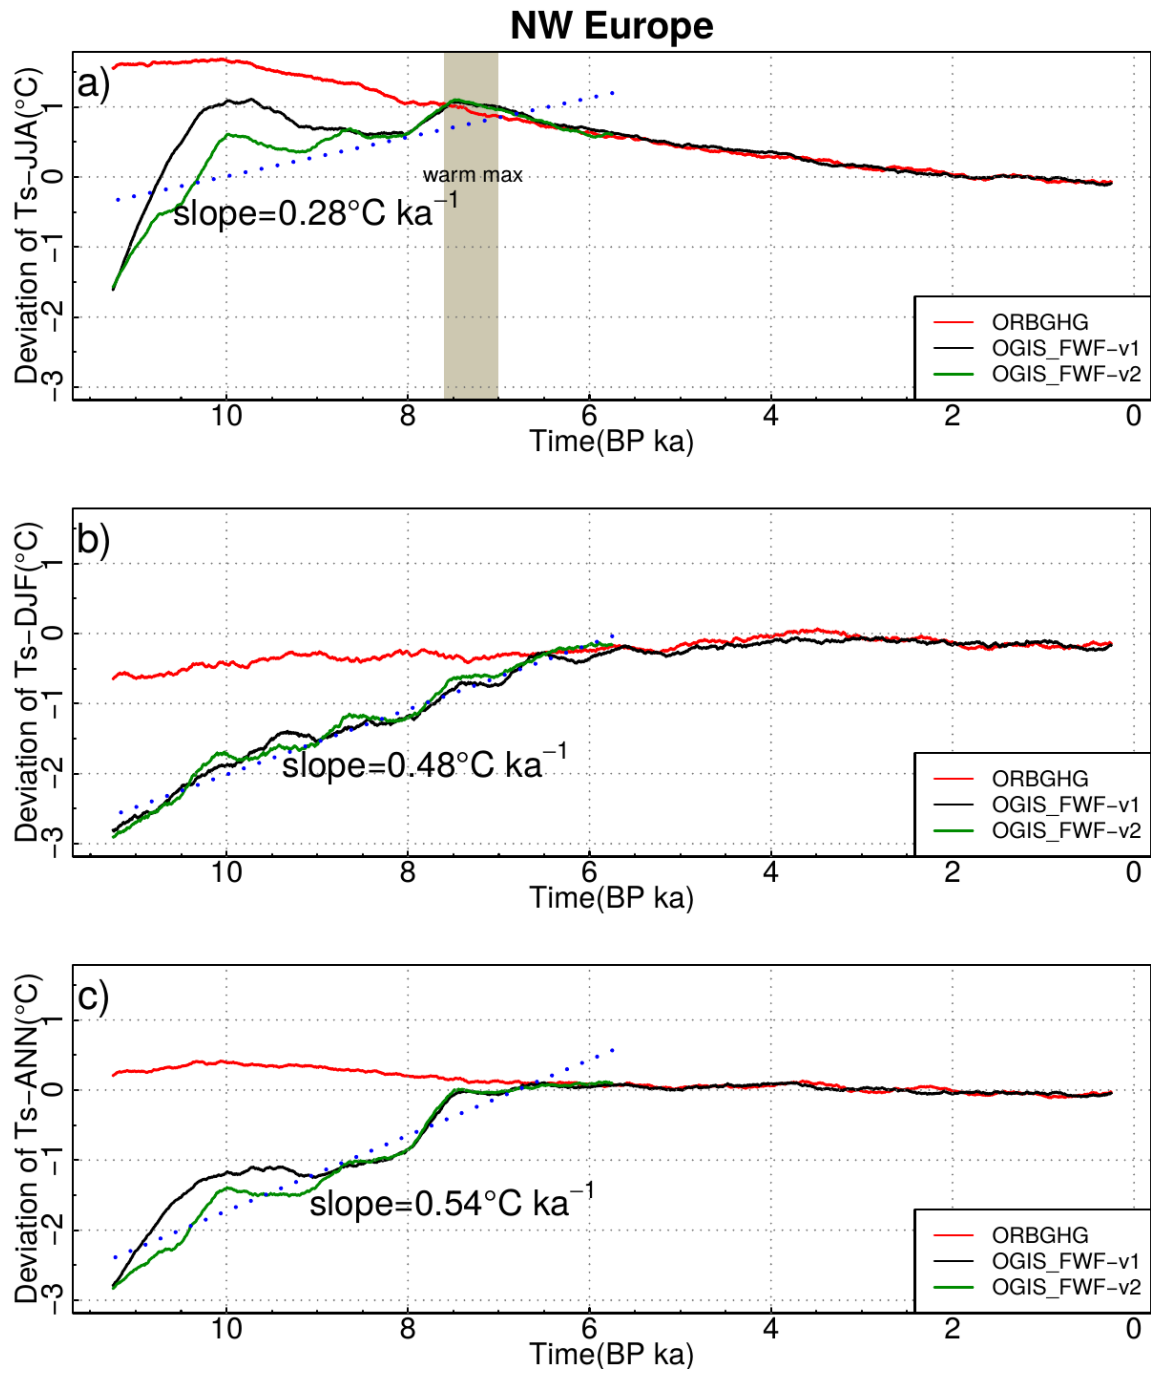 NW Europe
a)
Deviation of Ts−JJA(°C)
1
0
−1
−2
−3
warm max
slope=0.28°C ka−1
ORBGHG
OGIS_FWF−v1
OGIS_FWF−v2
10 8 6 4 2 0
Time(BP ka)
b)
Deviation of Ts−DJF(°C)
1
0
−1
−2
−3
slope=0.48°C ka−1
ORBGHG
OGIS_FWF−v1
OGIS_FWF−v2
10 8 6 4 2 0
Time(BP ka)
c)
Deviation of Ts−ANN(°C)
1
0
−1
−2
−3
slope=0.54°C ka−1
ORBGHG
OGIS_FWF−v1
OGIS_FWF−v2
10 8 6 4 2 0
Time(BP ka)